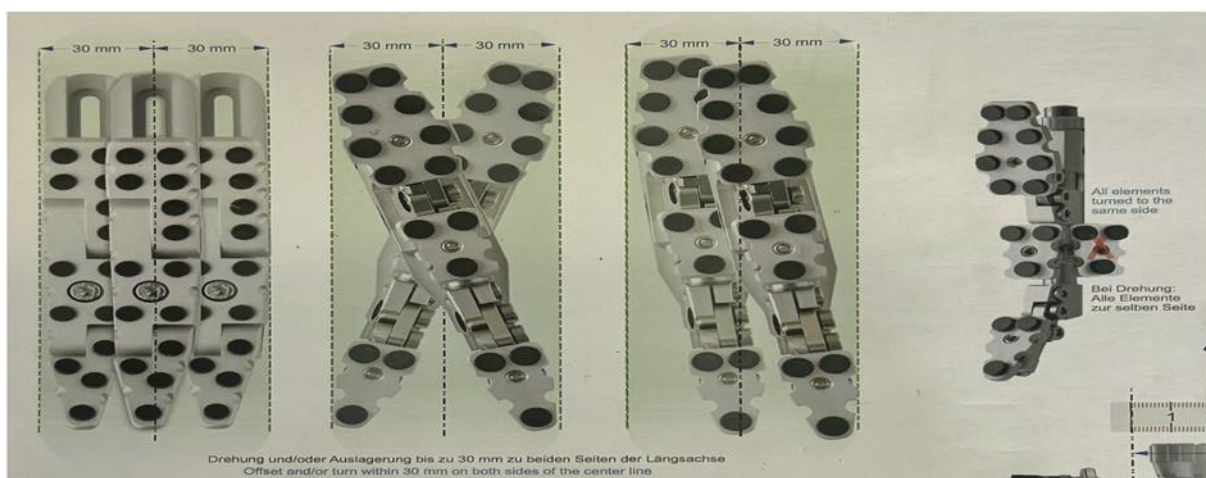 30 mm 30 mm
30 mm 30 mm
30 mm 30 mm
All elements
turned to the
same side
Bei Drehung:
Alle Elemente
zur selben Seite
1
Drehung und/oder Auslagerung bis zu 30 mm zu beiden Seiten der Längsachse
Offset and/or turn within 30 mm on both sides of the center line